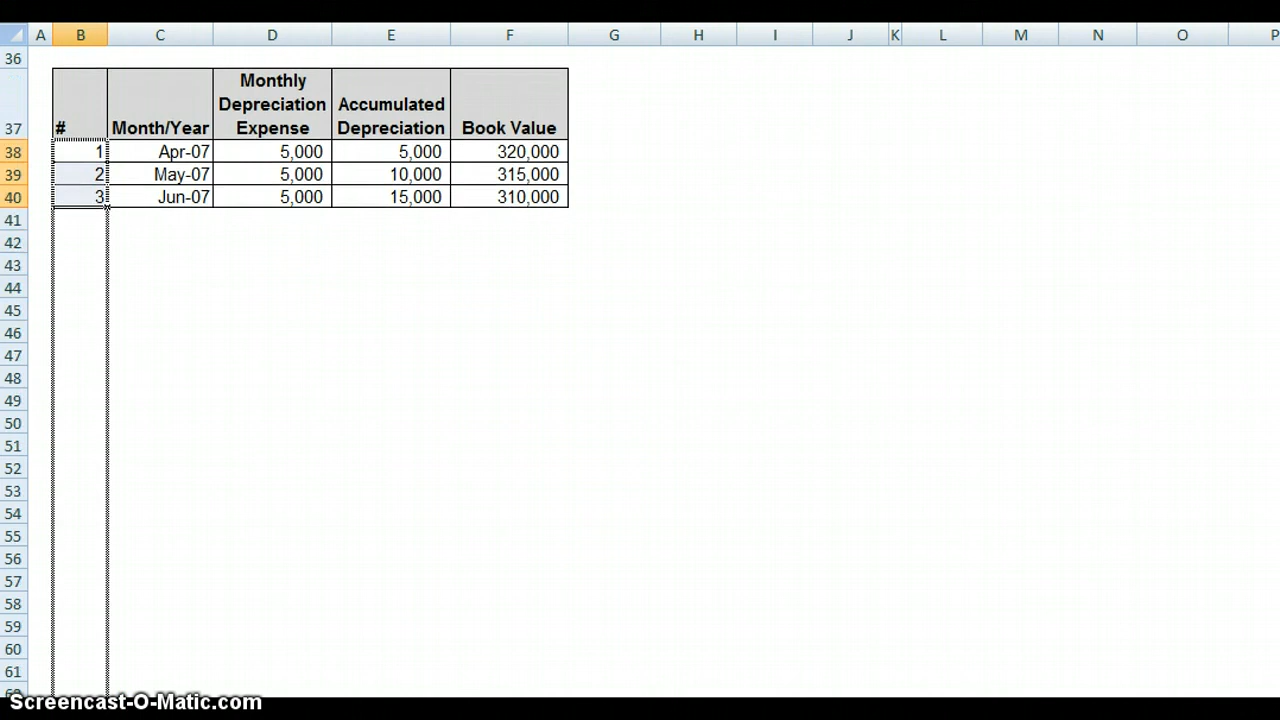 A B C D E F G H I J K L M N O P
36
Monthly
Depreciation Accumulated
37 # Month/Year Expense Depreciation Book Value
38 1 Apr-07 5,000 5,000 320,000
39 2 May-07 5,000 10,000 315,000
40 3 Jun-07 5,000 15,000 310,000
41
42
43
44
45
46
47
48
49
50
51
52
53
54
55
56
57
58
59
60
61
Screencast-O-Matic.com